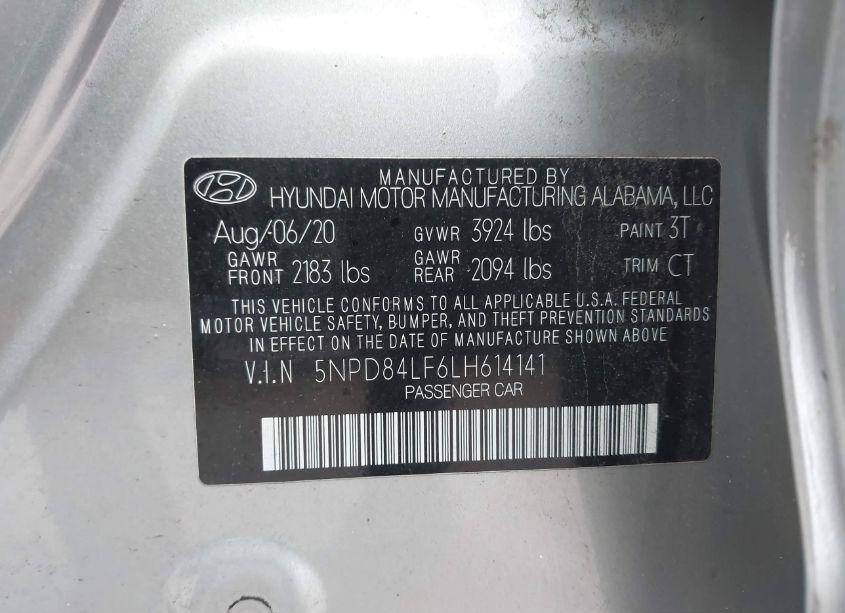 MANUFACTURED BY
HYUNDAI MOTOR MANUFACTURING ALABAMA, LLC
Aug/06/20 GVWR 3924 lbs PAINT 3T
GAWR FRONT 2183 lbs GAWR REAR 2094 lbs TRIM CT
THIS VEHICLE CONFORMS TO ALL APPLICABLE U.S.A. FEDERAL
MOTOR VEHICLE SAFETY, BUMPER, AND THEFT PREVENTION STANDARDS
IN EFFECT ON THE DATE OF MANUFACTURE SHOWN ABOVE
V.I.N 5NPD84LF6LH614141
PASSENGER CAR